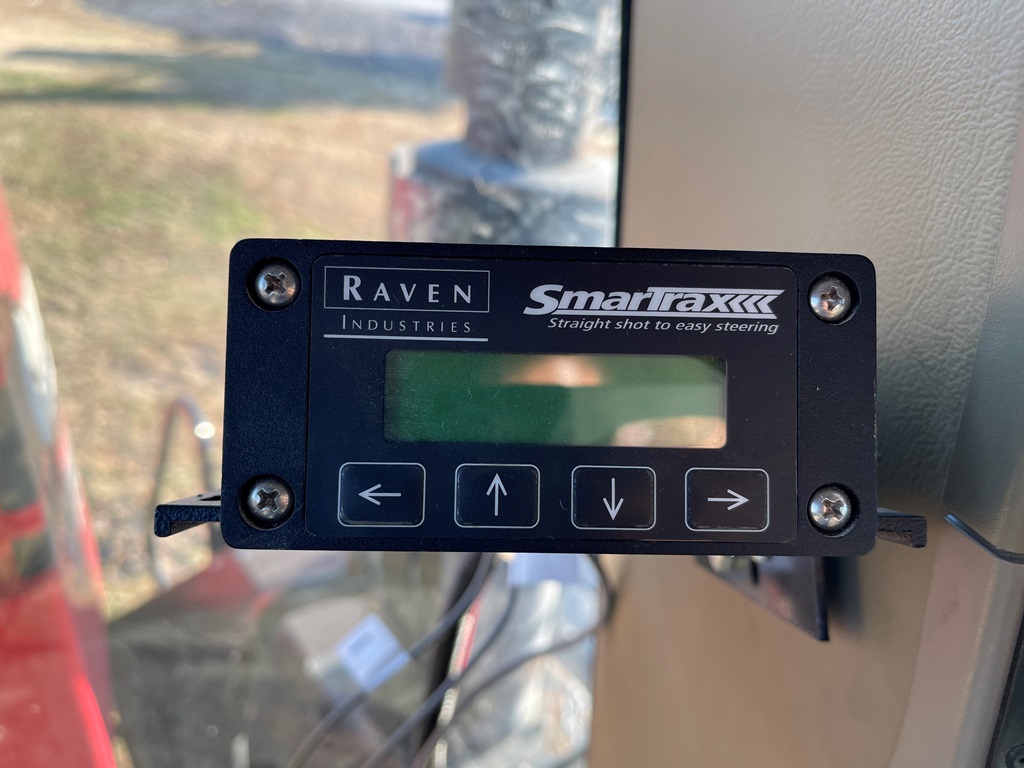 RAVEN
INDUSTRIES
SMARTRAX
Straight shot to easy steering
← ↑ ↓ →